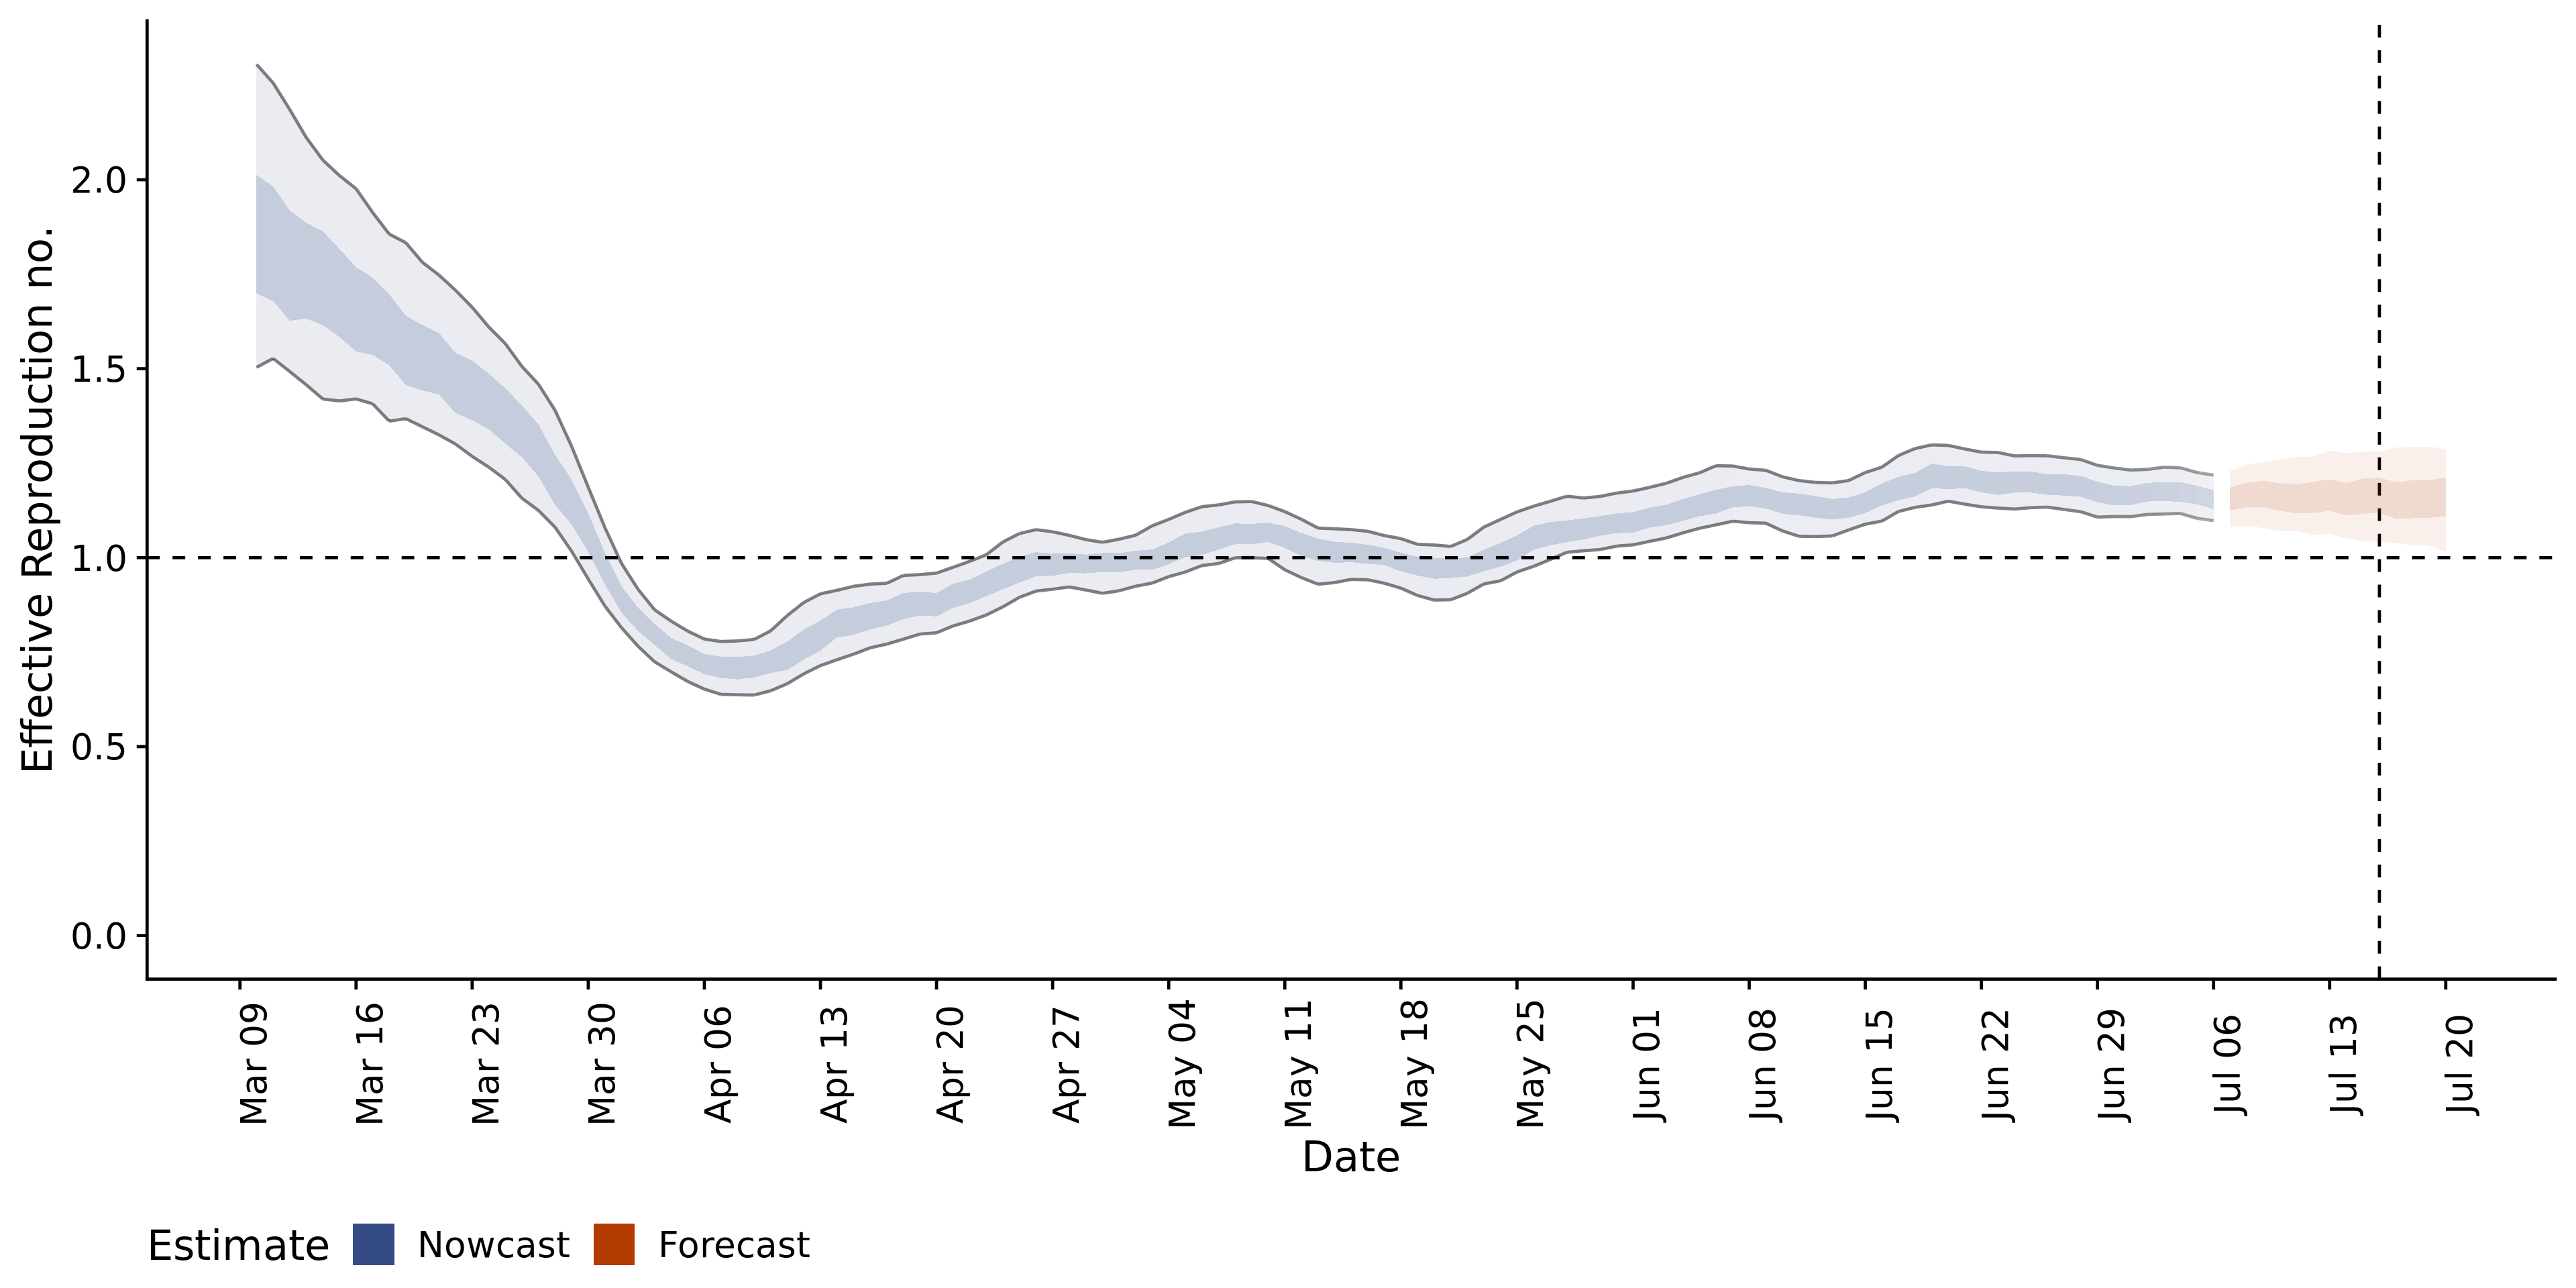 Effective Reproduction no.
2.0
1.5
1.0
0.5
0.0
Mar 09
Mar 16
Mar 23
Mar 30
Apr 06
Apr 13
Apr 20
Apr 27
May 04
May 11
May 18
May 25
Jun 01
Jun 08
Jun 15
Jun 22
Jun 29
Jul 06
Jul 13
Jul 20
Date
Estimate Nowcast Forecast